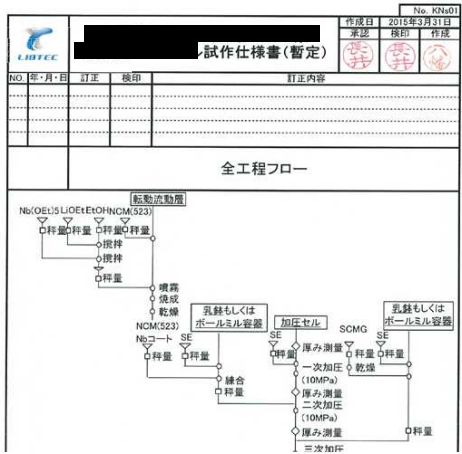 No. KNs01
作成日 2015年3月31日
LIBTEC
ル試作仕様書(暫定)
承認 検印 作成
長井 長井 八幡
NO. 年・月・日 訂正 検印 訂正内容
全工程フロー
転動流動層
Nb(OEt)5 LiOEt EtOH NCM(523)
秤量 秤量 秤量 秤量
撹拌
撹拌
秤量
噴霧
焼成
乾燥
乳鉢もしくは
ボールミル容器
加圧セル
乳鉢もしくは
ボールミル容器
NCM(523)
Nbコート SE SE SCMG SE
秤量 秤量 秤量 秤量 秤量
厚み測量
一次加圧
(10MPa)
乾燥
練合
秤量
厚み測量
二次加圧
(10MPa)
厚み測量
秤量
三次加圧